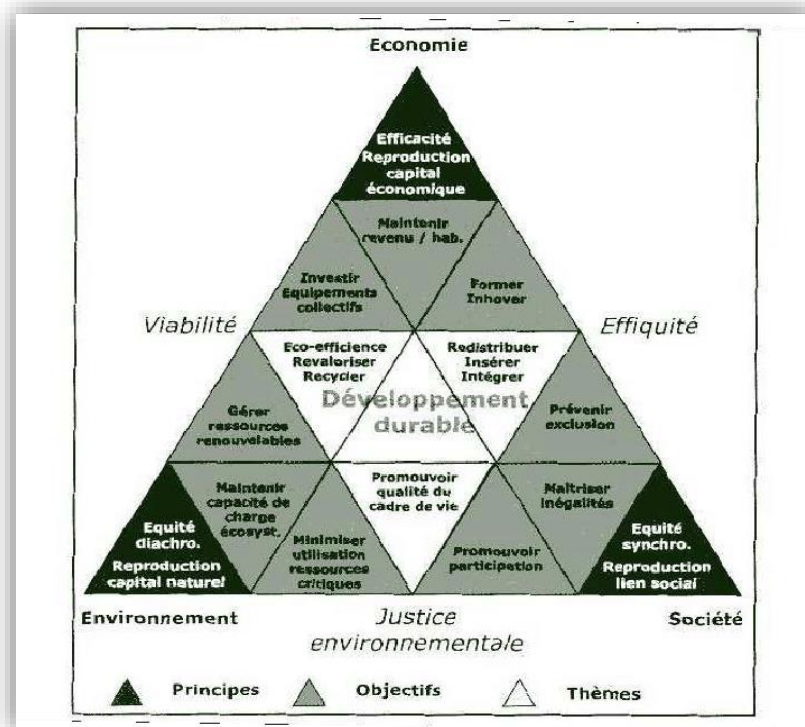 Economie
Efficacité
Reproduction
capital
économique
Maintenir
revenu / hab.
Investir
Equipements
collectifs
Former
Innover
Viabilité
Effiquité
Eco-efficience
Revaloriser
Recycler
Redistribuer
Insérer
Intégrer
Développement
durable
Gérer
ressources
renouvelables
Prévenir
exclusion
Promouvoir
qualité du
cadre de vie
Maintenir
capacité de
charge
écosyst.
Maîtriser
inégalités
Equité
diachro.
Reproduction
capital naturel
Minimiser
utilisation
ressources
critiques
Promouvoir
participation
Equité
synchro.
Reproduction
lien social
Environnement
Justice
environnementale
Société
Principes
Objectifs
Thèmes